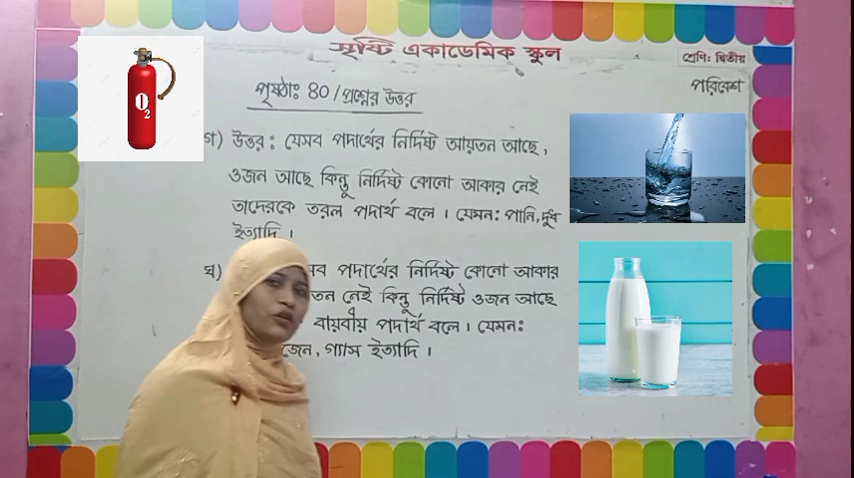 সৃষ্টি একাডেমিক স্কুল
শ্রেণি: দ্বিতীয়
পৃষ্ঠাঃ 80/প্রশ্নের উত্তর
পরিবেশ
O2
গ) উত্তর: যেসব পদার্থের নির্দিষ্ট আয়তন আছে,
ওজন আছে কিন্তু নির্দিষ্ট কোনো আকার নেই
তাদেরকে তরল পদার্থ বলে। যেমন: পানি,দুধ
ইত্যাদি।
ঘ) পদার্থের নির্দিষ্ট কোনো আকার
নেই কিন্তু নির্দিষ্ট ওজন আছে
বায়বীয় পদার্থ বলে। যেমন:
গ্যাস ইত্যাদি।